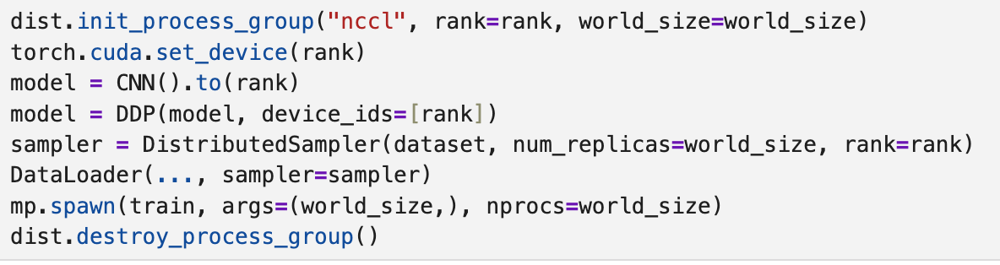 dist.init_process_group("nccl", rank=rank, world_size=world_size)
torch.cuda.set_device(rank)
model = CNN().to(rank)
model = DDP(model, device_ids=[rank])
sampler = DistributedSampler(dataset, num_replicas=world_size, rank=rank)
DataLoader(..., sampler=sampler)
mp.spawn(train, args=(world_size,), nprocs=world_size)
dist.destroy_process_group()